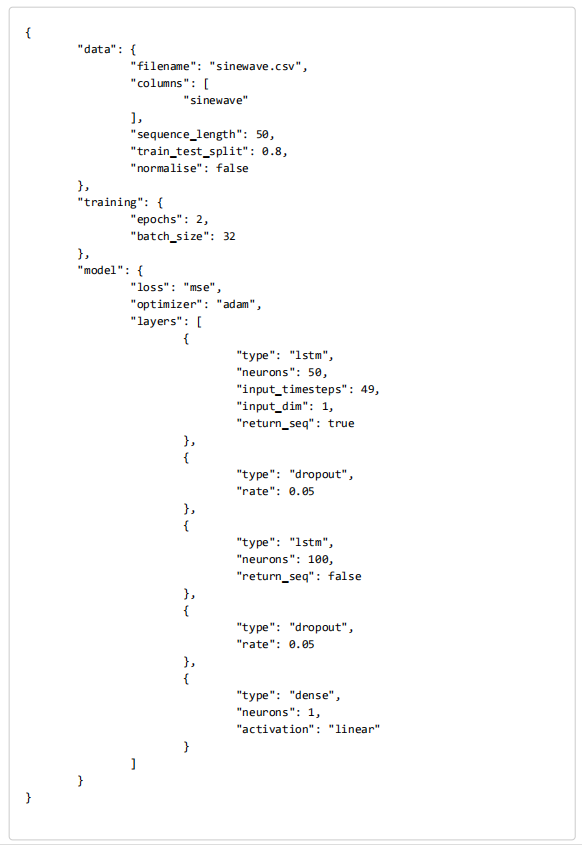 {
"data": {
"filename": "sinewave.csv",
"columns": [
"sinewave"
],
"sequence_length": 50,
"train_test_split": 0.8,
"normalise": false
},
"training": {
"epochs": 2,
"batch_size": 32
},
"model": {
"loss": "mse",
"optimizer": "adam",
"layers": [
{
"type": "lstm",
"neurons": 50,
"input_timesteps": 49,
"input_dim": 1,
"return_seq": true
},
{
"type": "dropout",
"rate": 0.05
},
{
"type": "lstm",
"neurons": 100,
"return_seq": false
},
{
"type": "dropout",
"rate": 0.05
},
{
"type": "dense",
"neurons": 1,
"activation": "linear"
}
]
}
}